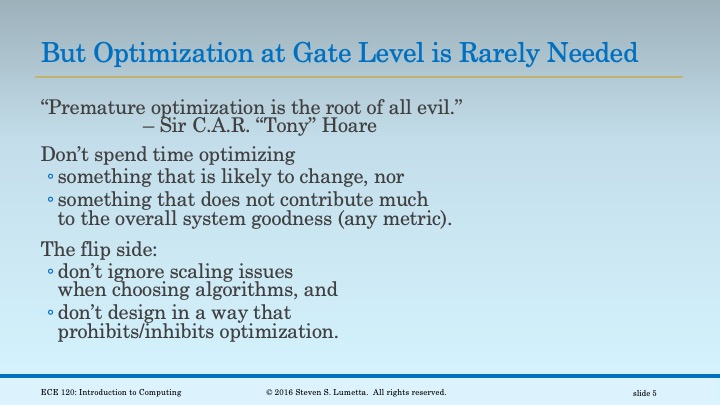 But Optimization at Gate Level is Rarely Needed
“Premature optimization is the root of all evil.”
– Sir C.A.R. “Tony” Hoare
Don’t spend time optimizing
◦ something that is likely to change, nor
◦ something that does not contribute much
to the overall system goodness (any metric).
The flip side:
◦ don’t ignore scaling issues
when choosing algorithms, and
◦ don’t design in a way that
prohibits/inhibits optimization.
ECE 120: Introduction to Computing © 2016 Steven S. Lumetta. All rights reserved. slide 5